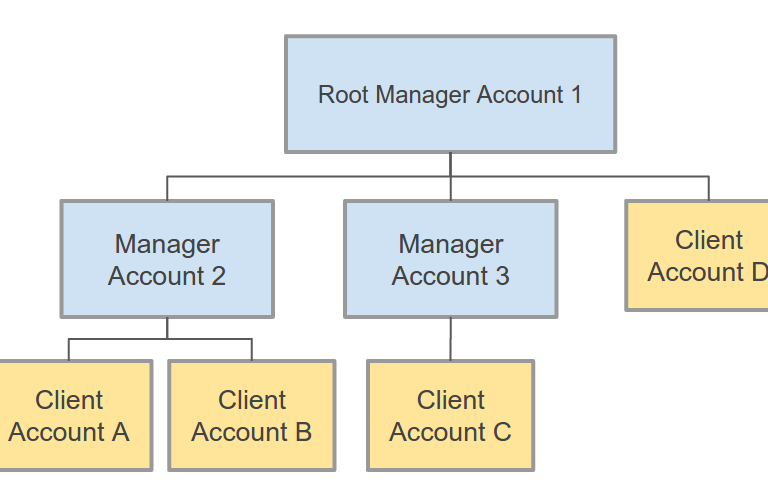 Root Manager Account 1
Manager
Account 2
Manager
Account 3
Client
Account D
Client
Account A
Client
Account B
Client
Account C